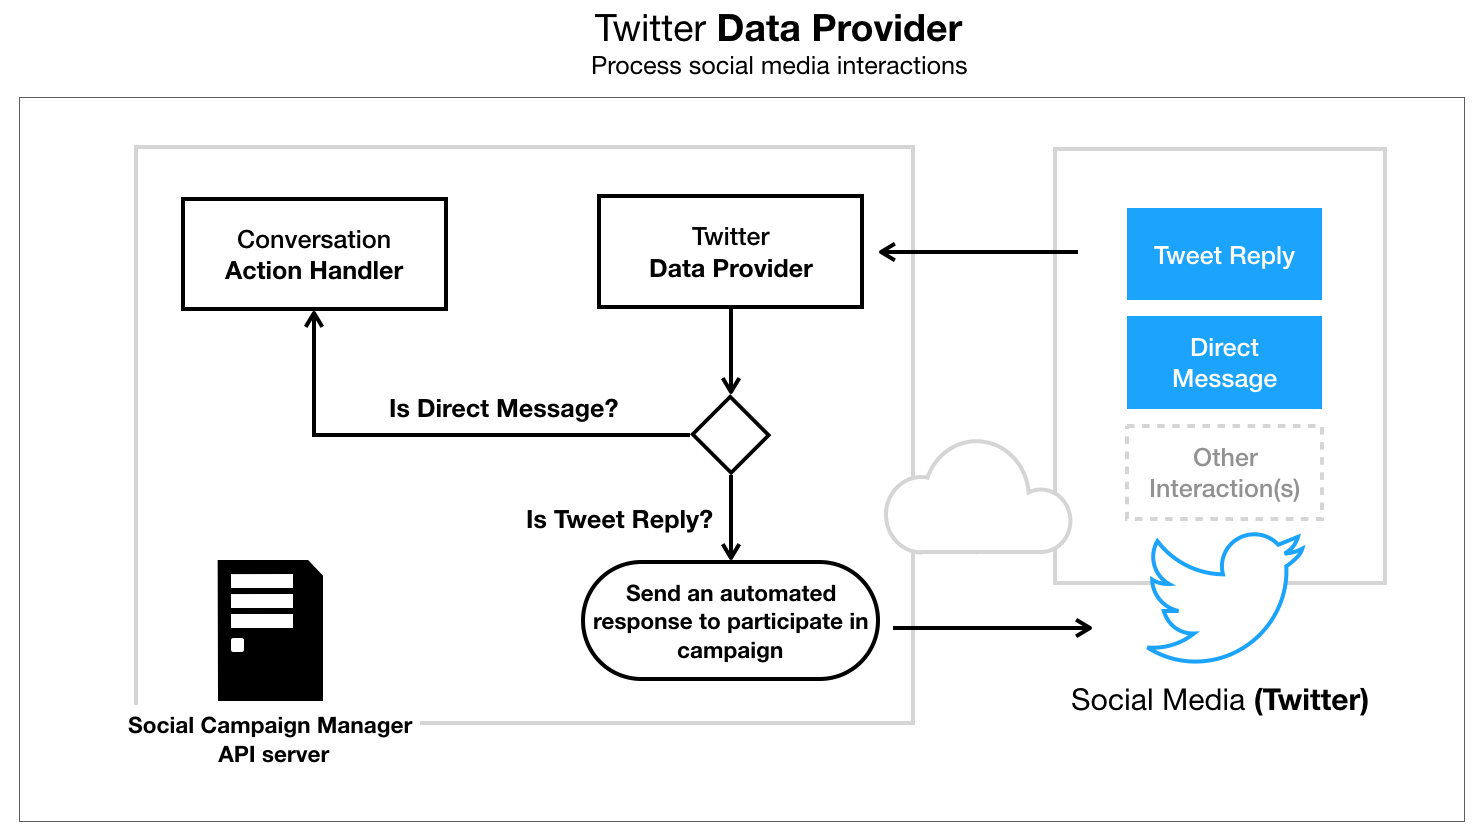 Twitter Data Provider
Process social media interactions
Conversation
Action Handler
Twitter
Data Provider
Tweet Reply
Direct
Message
Other
Interaction(s)
Is Direct Message?
Is Tweet Reply?
Send an automated
response to participate in
campaign
Social Media (Twitter)
Social Campaign Manager
API server